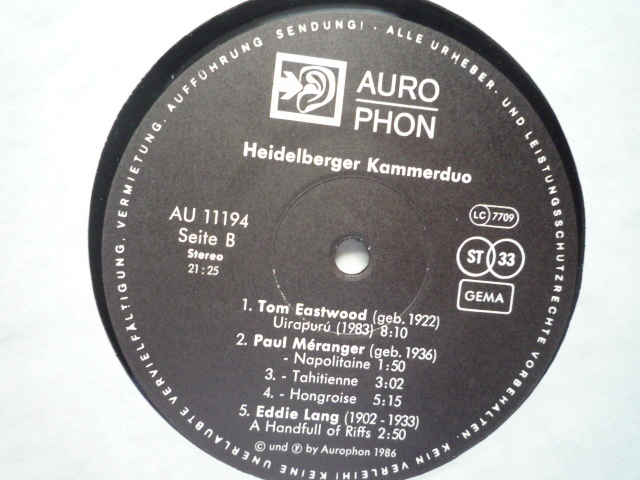 AURO
PHON
Heidelberger Kammerduo
AU 11194
Seite B
Stereo
21:25
LC 7709
ST 33
GEMA
1. Tom Eastwood (geb. 1922)
Uirapurú (1983) 8:10
2. Paul Méranger (geb. 1936)
- Napolitaine 1:50
3. - Tahitienne 3:02
4. - Hongroise 5:15
5. Eddie Lang (1902-1933)
A Handfull of Riffs 2:50
© und ℗ by Aurophon 1986
ALLE URHEBER- UND LEISTUNGSSCHUTZRECHTE VORBEHALTEN. KEIN VERLEIH! KEINE UNERLAUBTE VERVIELFÄLTIGUNG, VERMIETUNG, AUFFÜHRUNG SENDUNG! ·